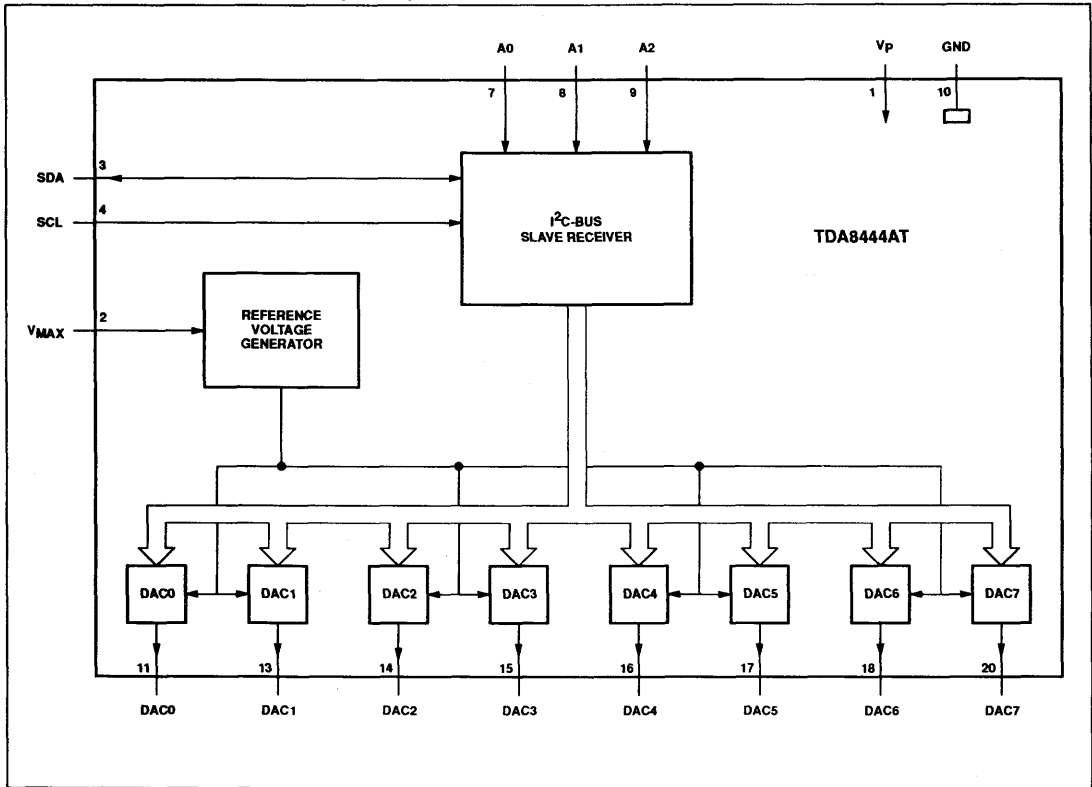 A0 A1 A2 VP GND
7 8 9 1 10
3
SDA
4
SCL
I2C-BUS
SLAVE RECEIVER
TDA8444AT
2
VMAX
REFERENCE
VOLTAGE
GENERATOR
DAC0 DAC1 DAC2 DAC3 DAC4 DAC5 DAC6 DAC7
11 13 14 15 16 17 18 20
DAC0 DAC1 DAC2 DAC3 DAC4 DAC5 DAC6 DAC7